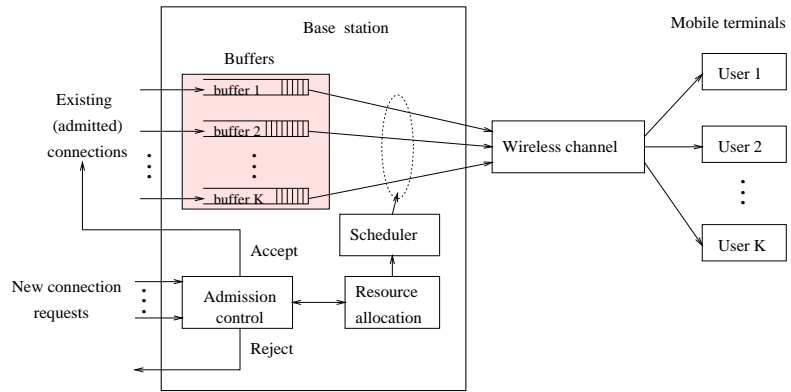 Base station
Mobile terminals
Buffers
buffer 1
buffer 2
buffer K
Existing
(admitted)
connections
Wireless channel
User 1
User 2
User K
Scheduler
Accept
New connection
requests
Admission
control
Resource
allocation
Reject